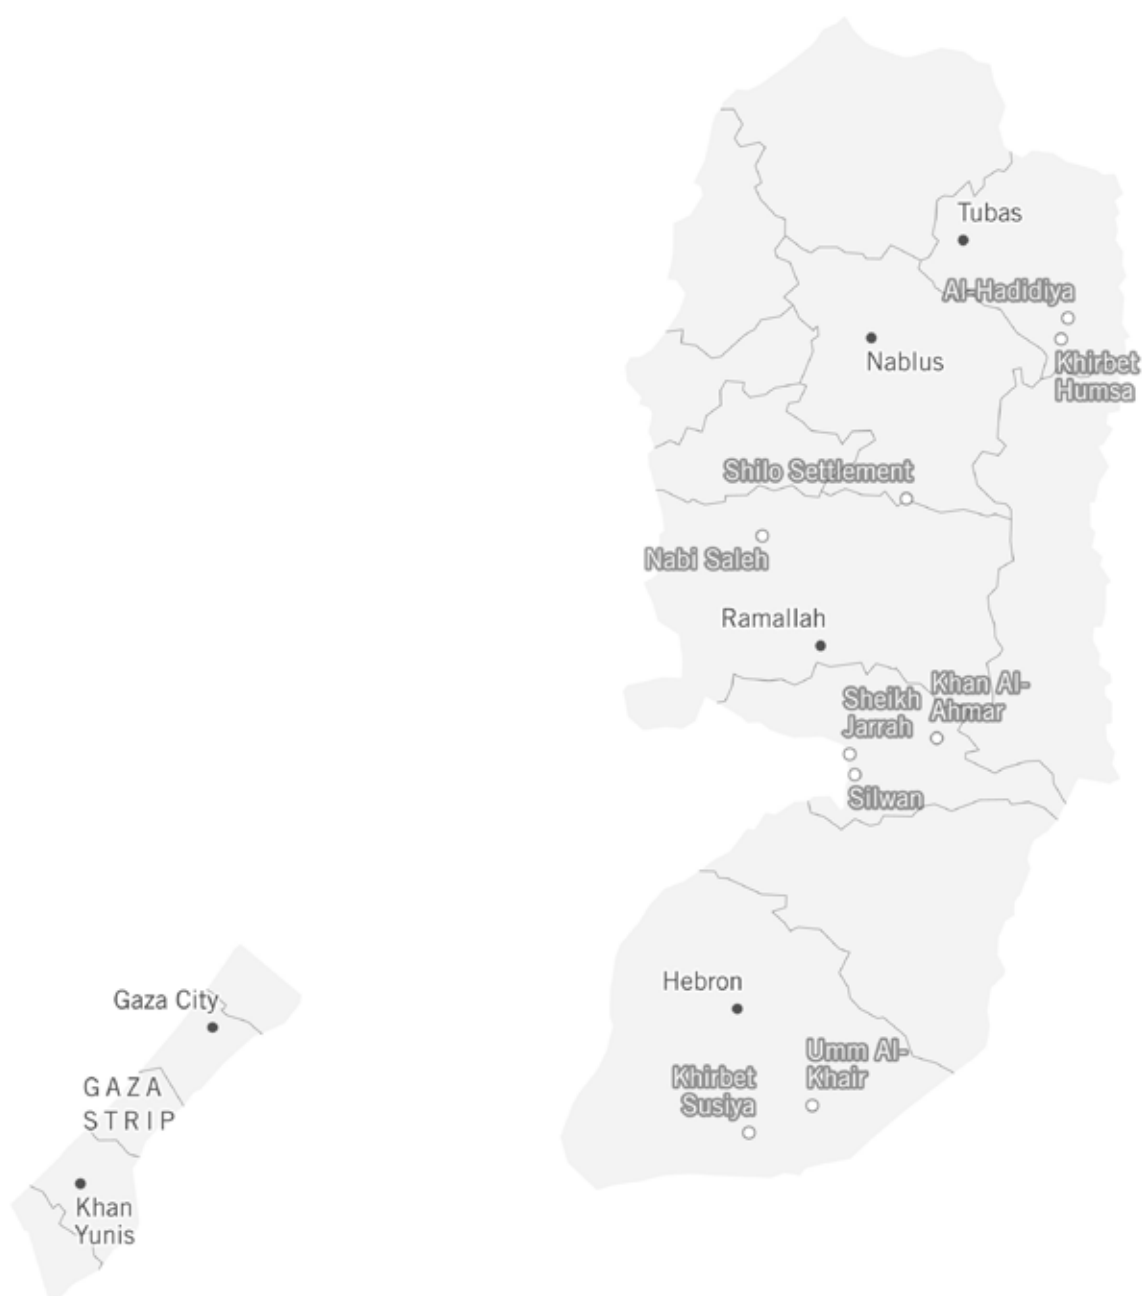 Tubas
Al-Hadidiya
Nablus
Khirbet
Humsa
Shilo Settlement
Nabi Saleh
Ramallah
Khan Al-
Ahmar
Sheikh
Jarrah
Silwan
Hebron
Gaza City
Umm Al-
Khair
Khirbet
Susiya
GAZA
STRIP
Khan
Yunis